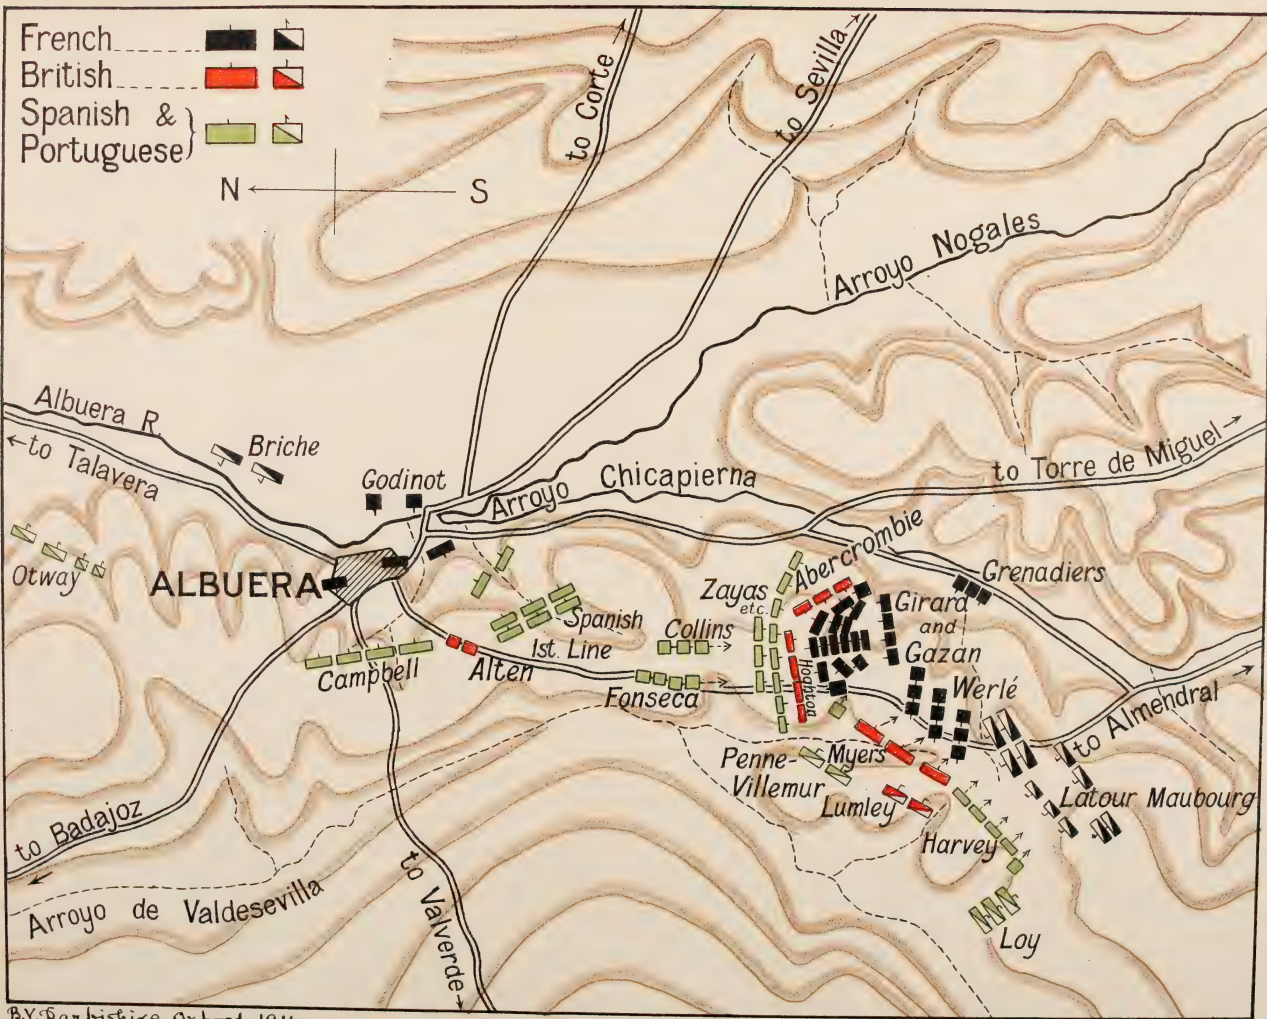 French
British
Spanish &
Portuguese
N S
to Corte
to Sevilla
Arroyo Nogales
Albuera R.
to Talavera
Briche
Godinot
Arroyo Chicapierna
to Torre de Miguel
Otway
ALBUERA
Spanish
1st. Line
Campbell
Alten
Collins
Fonseca
Zayas
etc.
Abercrombie
Hoghton
Grenadiers
Girard
and
Gazan
Werlé
to Almendral
Penne-
Villemur
Myers
Lumley
Latour Maubourg
Harvey
Loy
to Badajoz
Arroyo de Valdesevilla
to Valverde
B.V. Darbishire Oxford